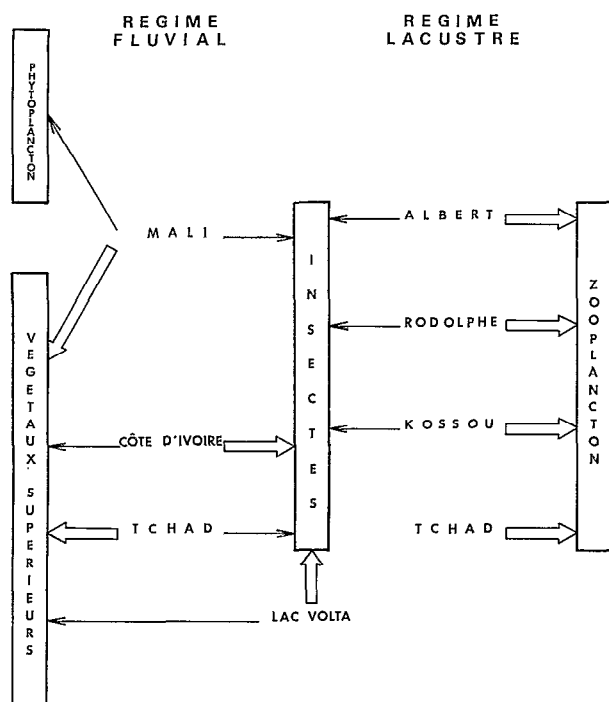 REGIME
FLUVIAL
REGIME
LACUSTRE
PHYTOPLANCTON
MALI
ALBERT
INSECTES
ZOOPLANCTON
RODOLPHE
VEGETAUX SUPERIEURS
KOSSOU
CÔTE D'IVOIRE
TCHAD
TCHAD
LAC VOLTA